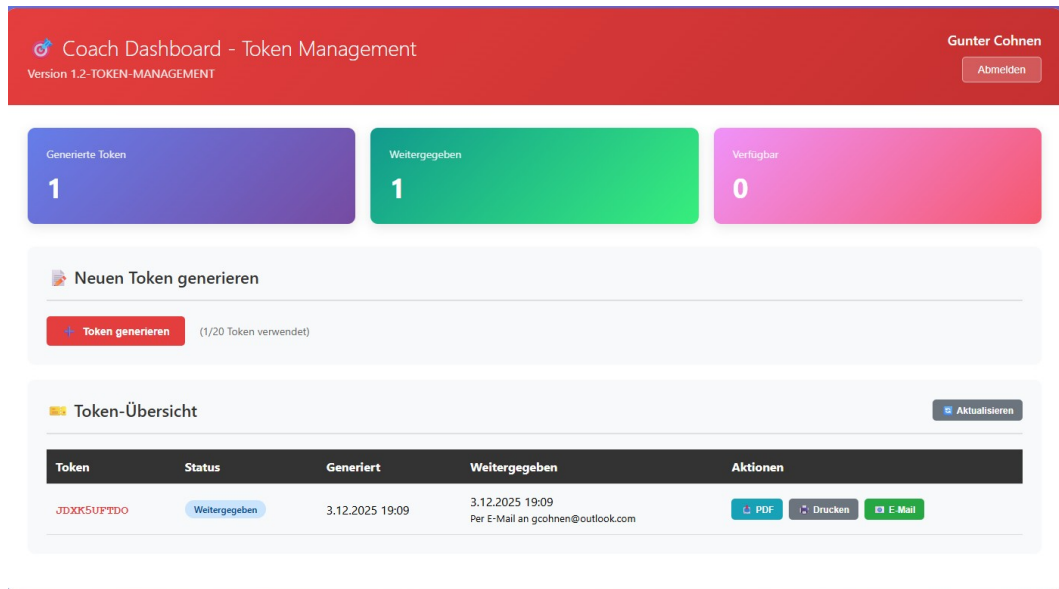 Coach Dashboard - Token Management
Version 1.2-TOKEN-MANAGEMENT
Gunter Cohnen
Abmelden
Generierte Token
1
Weitergegeben
1
Verfügbar
0
Neuen Token generieren
Token generieren
(1/20 Token verwendet)
Token-Übersicht
Aktualisieren
Token Status Generiert Weitergegeben Aktionen
JDXK5UFTDO Weitergegeben 3.12.2025 19:09 3.12.2025 19:09 PDF Drucken E-Mail
Per E-Mail an gcohnen@outlook.com